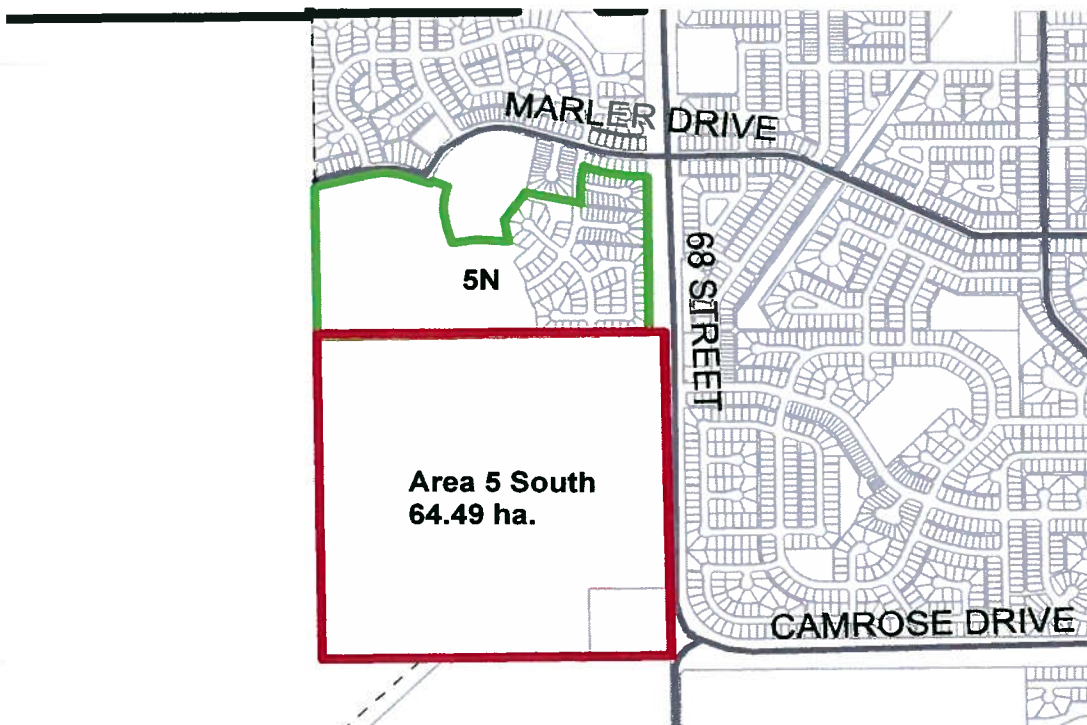 MARLER DRIVE
68 STREET
5N
Area 5 South
64.49 ha.
CAMROSE DRIVE